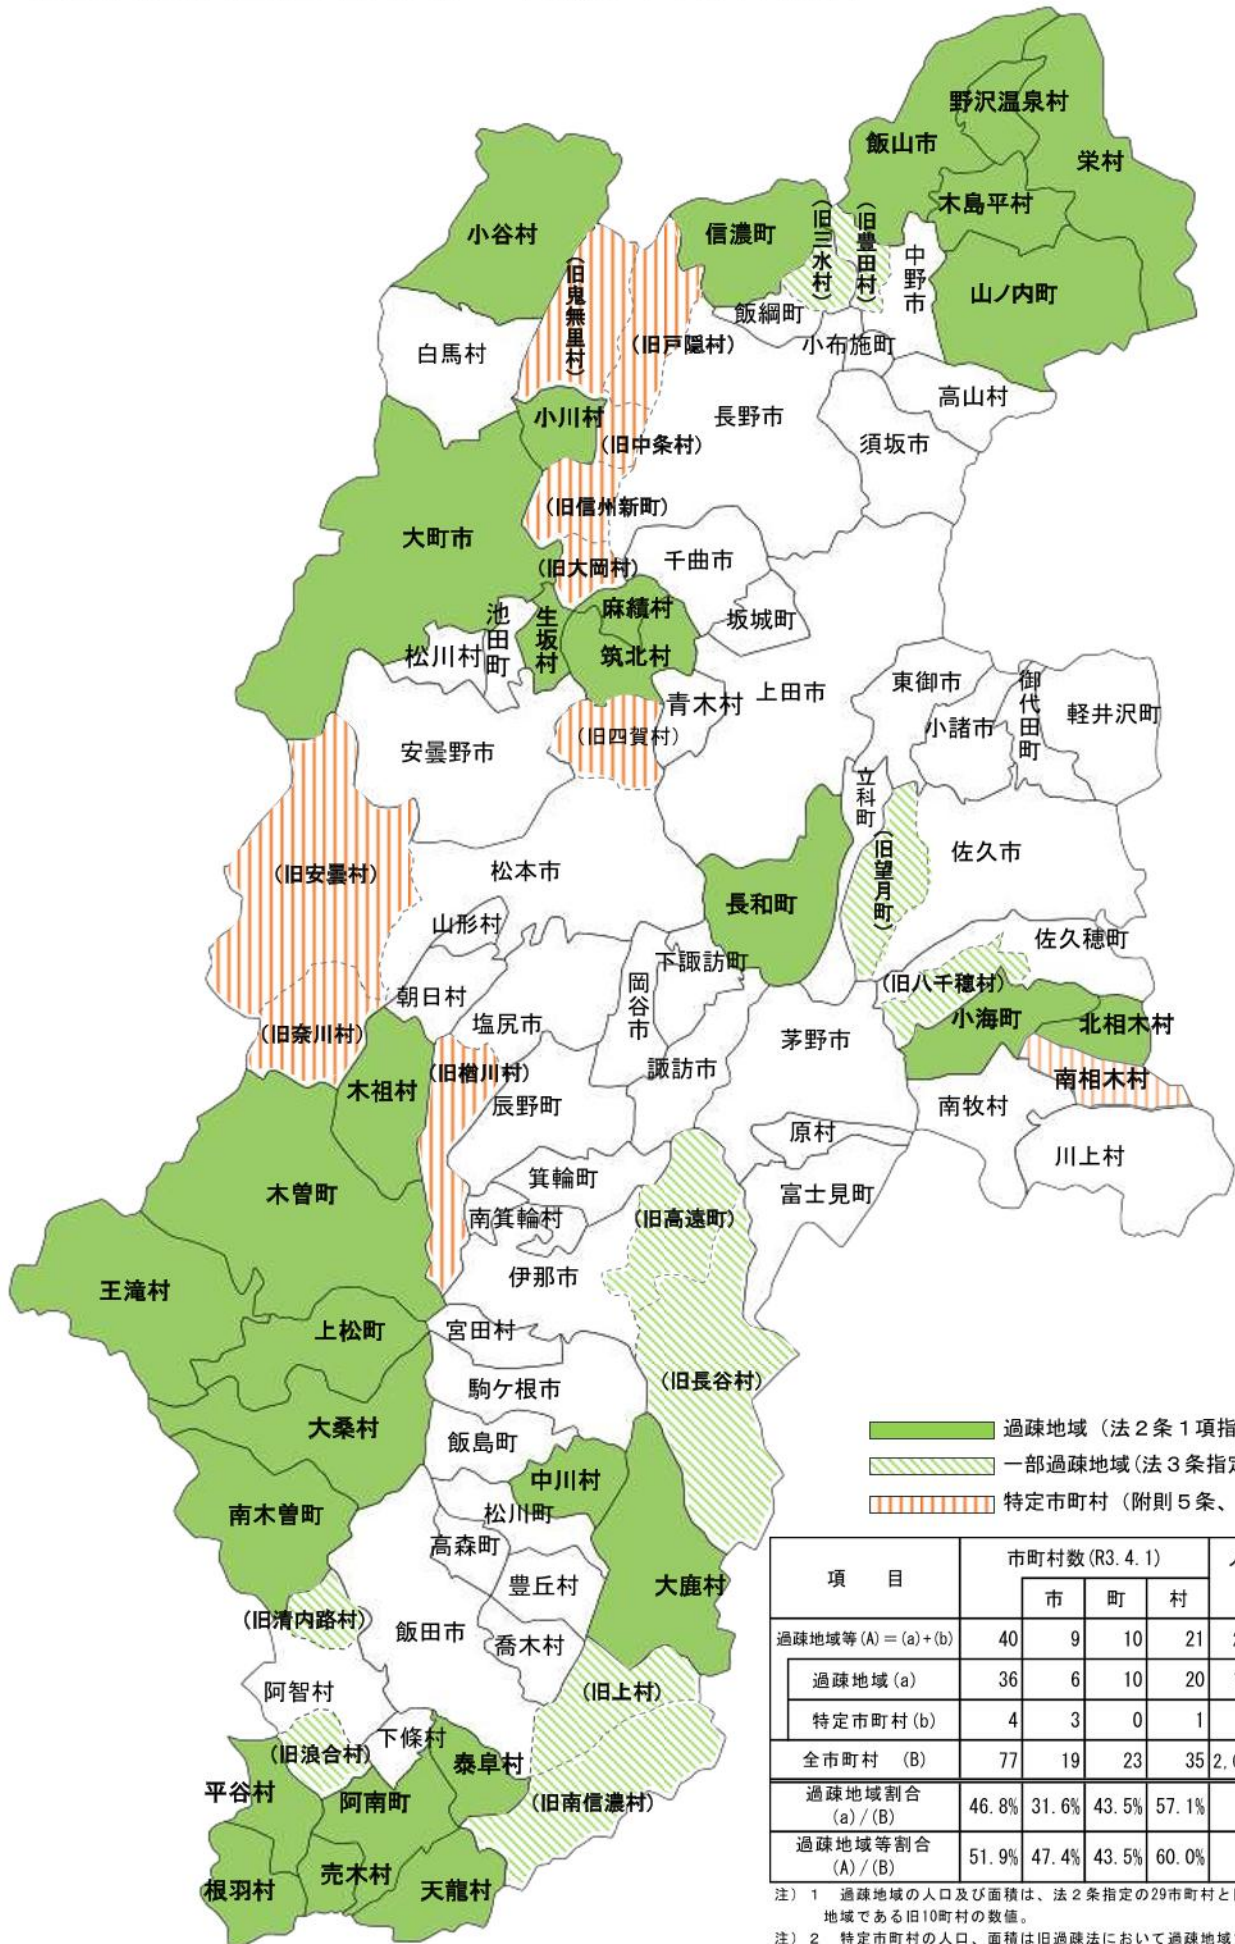 野沢温泉村
飯山市
栄村
木島平村
小谷村
信濃町
(旧三水村)
(旧豊田村)
中野市
山ノ内町
(旧鬼無里村)
飯綱町
(旧戸隠村)
小布施町
白馬村
高山村
小川村
長野市
須坂市
(旧中条村)
(旧信州新町)
大町市
千曲市
(旧大岡村)
麻績村
坂城町
池田町
生坂村
松川村
筑北村
青木村
上田市
東御市
御代田町
軽井沢町
小諸市
(旧四賀村)
安曇野市
立科町
(旧望月町)
佐久市
松本市
(旧安曇村)
長和町
山形村
佐久穂町
下諏訪町
(旧八千穂村)
朝日村
岡谷市
小海町
北相木村
塩尻市
(旧奈川村)
茅野市
木祖村
(旧楢川村)
諏訪市
南相木村
辰野町
南牧村
原村
川上村
箕輪町
木曽町
富士見町
南箕輪村
(旧高遠町)
伊那市
王滝村
上松町
宮田村
(旧長谷村)
駒ケ根市
大桑村
飯島町
中川村
南木曽町
松川町
高森町
豊丘村
大鹿村
(旧清内路村)
飯田市
喬木村
阿智村
(旧上村)
下條村
(旧浪合村)
泰阜村
平谷村
阿南町
(旧南信濃村)
売木村
根羽村
天龍村
過疎地域(法2条1項指
一部過疎地域(法3条指定
特定市町村(附則5条、
項 目 市町村数(R3.4.1)
市 町 村
過疎地域等(A)=(a)+(b) 40 9 10 21
過疎地域(a) 36 6 10 20
特定市町村(b) 4 3 0 1
全市町村 (B) 77 19 23 35
過疎地域割合
(a)/(B) 46.8% 31.6% 43.5% 57.1%
過疎地域等割合
(A)/(B) 51.9% 47.4% 43.5% 60.0%
注) 1 過疎地域の人口及び面積は、法2条指定の29市町村と
地域である旧10町村の数値。
注) 2 特定市町村の人口、面積は旧過疎法において過疎地域